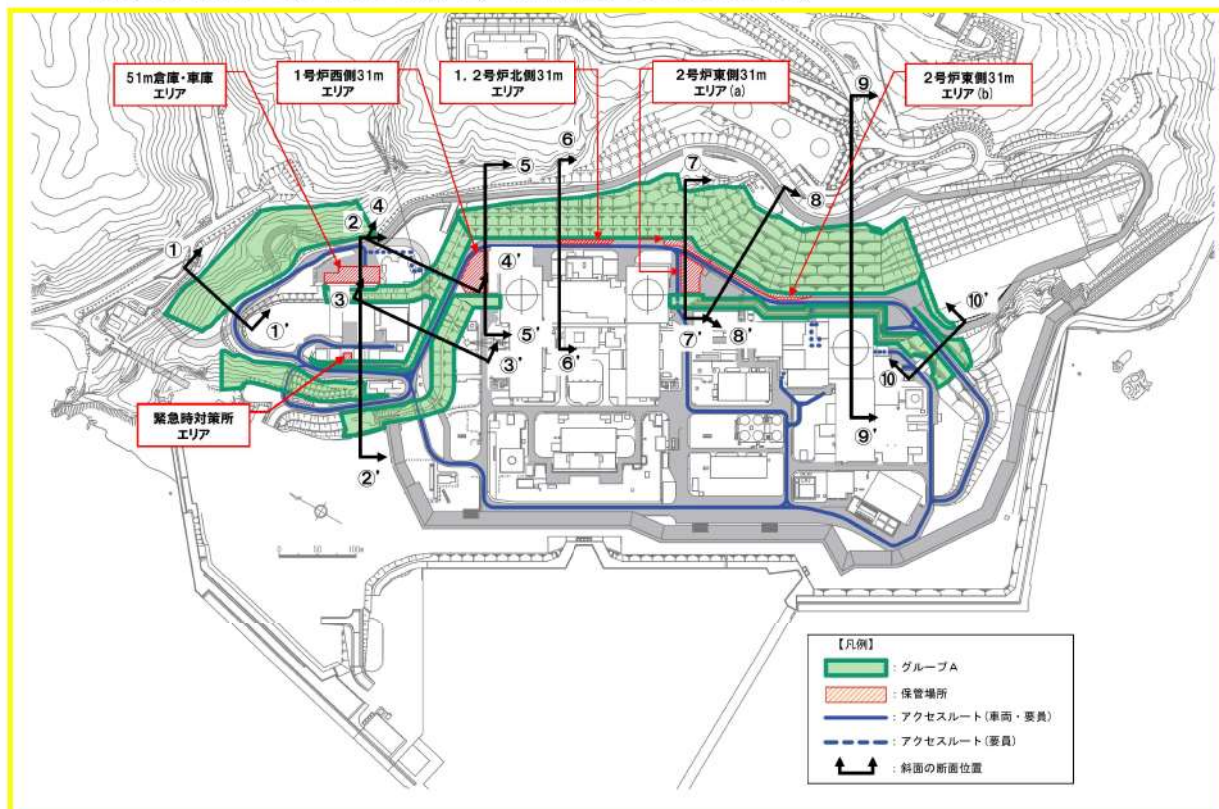 51m倉庫・車庫
エリア
1号炉西側31m
エリア
1，2号炉北側31m
エリア
2号炉東側31m
エリア(a)
2号炉東側31m
エリア(b)
⑨
⑥
⑤
⑦
⑧
④
②
①
④'
③
⑩'
①'
⑤'
⑦'
⑧'
③'
⑥'
⑩
緊急時対策所
エリア
⑨'
②'
0 50 100m
【凡例】
：グループA
：保管場所
：アクセスルート(車両・要員)
：アクセスルート(要員)
：斜面の断面位置